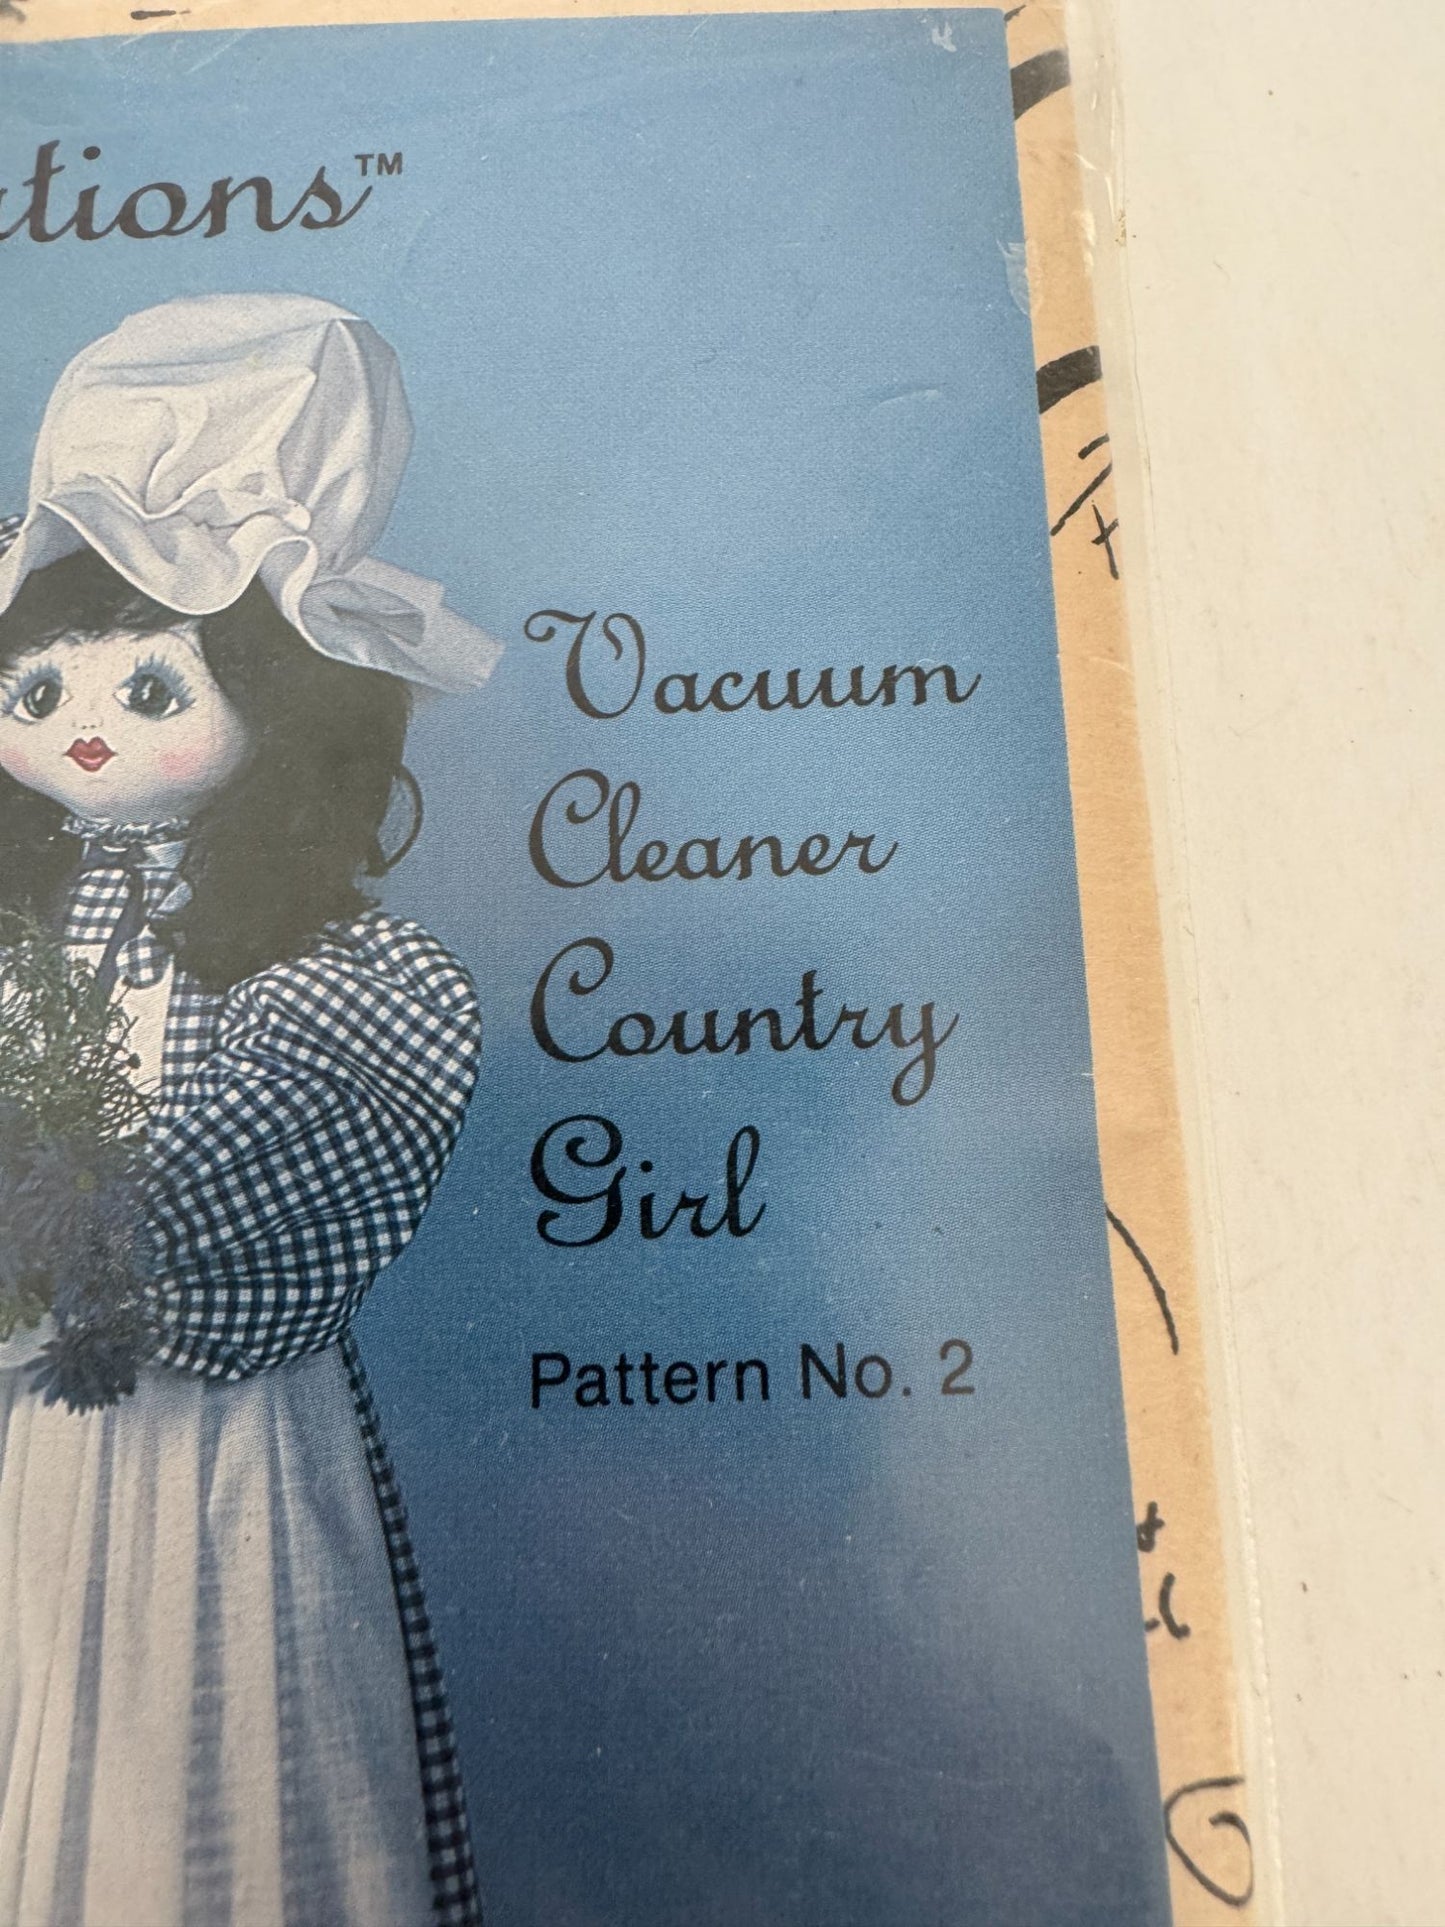 ations™
Vacuum
Cleaner
Country
Girl
Pattern No. 2